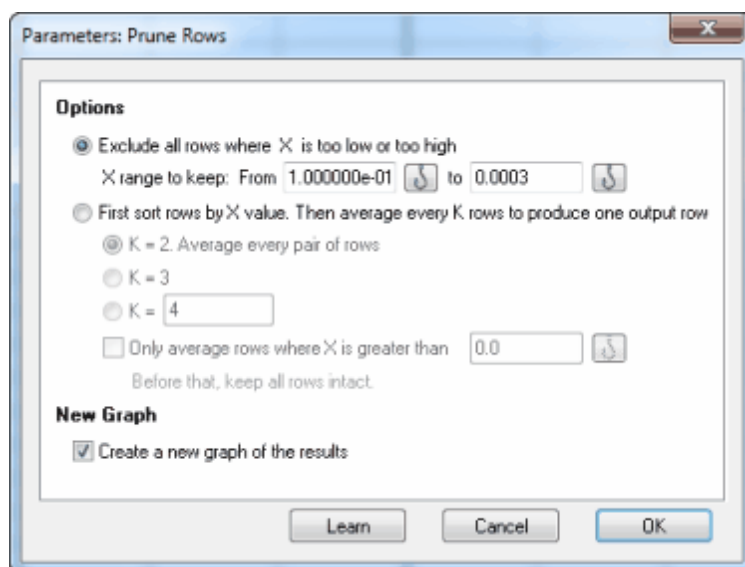 Parameters: Prune Rows
Options
Exclude all rows where X is too low or too high
X range to keep: From 1.000000e-01 to 0.0003
First sort rows by X value. Then average every K rows to produce one output row
K = 2. Average every pair of rows
K = 3
K = 4
Only average rows where X is greater than 0.0
Before that, keep all rows intact.
New Graph
Create a new graph of the results
Learn Cancel OK